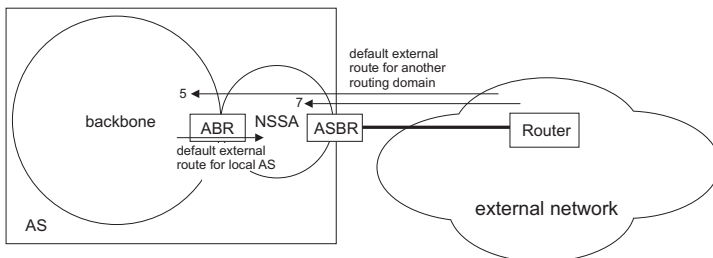 default external
route for another
routing domain
5
7
backbone
ABR
NSSA
ASBR
Router
default external
route for local AS
external network
AS